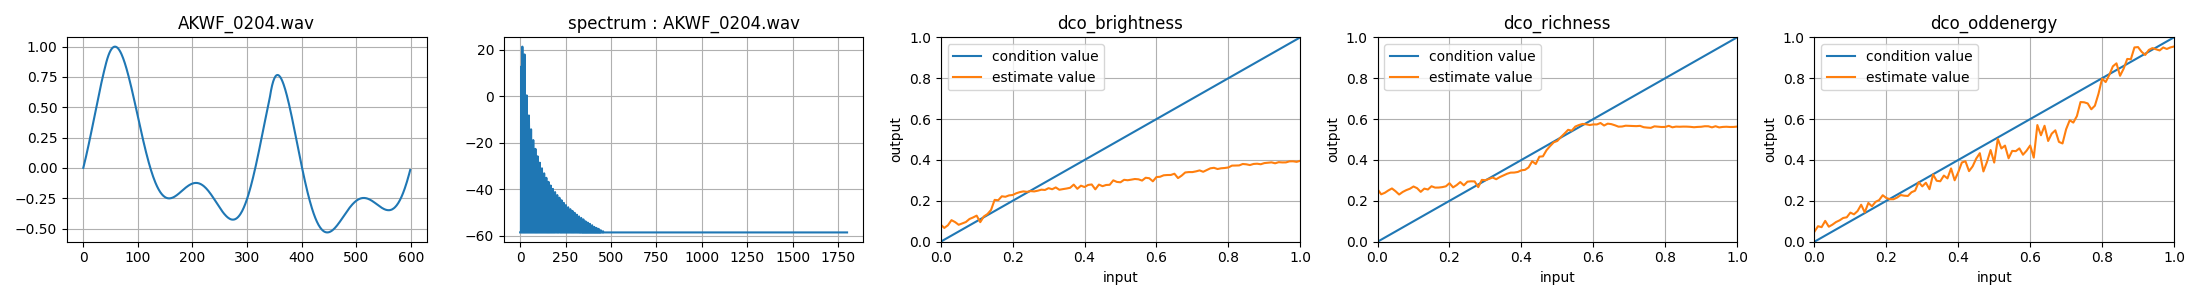 AKWF_0204.wav
1.00
0.75
0.50
0.25
0.00
−0.25
−0.50
0 100 200 300 400 500 600
spectrum : AKWF_0204.wav
20
0
−20
−40
−60
0 250 500 750 1000 1250 1500 1750
dco_brightness
condition value
estimate value
output
1.0
0.8
0.6
0.4
0.2
0.0
0.0 0.2 0.4 0.6 0.8 1.0
input
dco_richness
condition value
estimate value
output
1.0
0.8
0.6
0.4
0.2
0.0
0.0 0.2 0.4 0.6 0.8 1.0
input
dco_oddenergy
condition value
estimate value
output
1.0
0.8
0.6
0.4
0.2
0.0
0.0 0.2 0.4 0.6 0.8 1.0
input